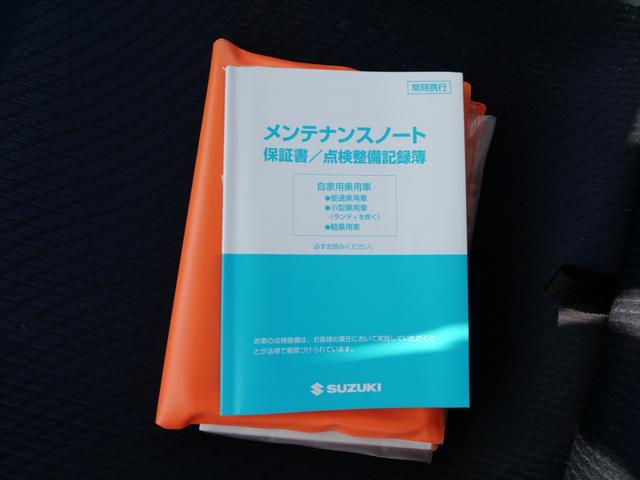 常時携行
メンテナンスノート
保証書／点検整備記録簿
自家用乗用車
●普通乗用車
●小型乗用車
（ランディを除く）
●軽乗用車
必ずお読みください。
お車の点検整備は、お客様の責任において実施していただくこ
とが法律で義務づけられています。
SUZUKI